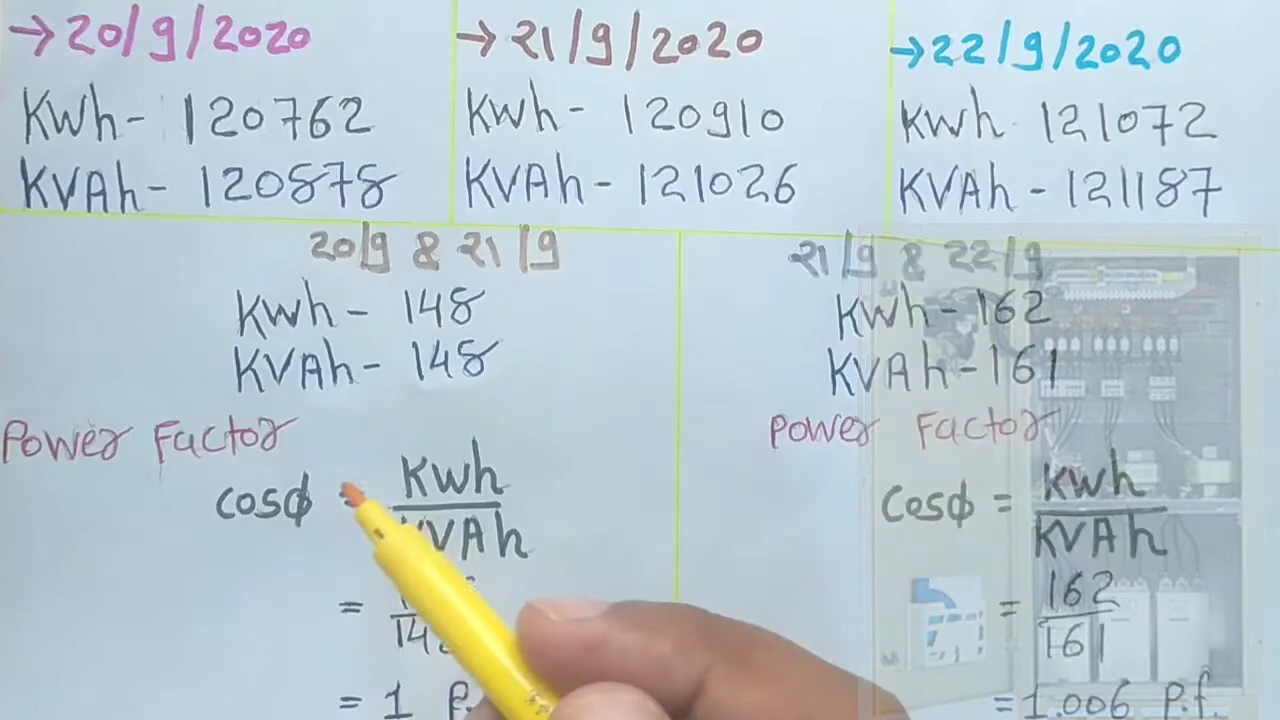 →20/9/2020
Kwh- 120762
KVAh- 120878
→21/9/2020
Kwh- 120910
KVAh- 121026
→22/9/2020
Kwh 121072
KVAh - 121187
20/9 & 21/9
Kwh- 148
KVAh- 148
Power Factor
cosϕ = Kwh
KVAh
=
= 1
21/9 & 22/9
Kwh-162
KVAh-161
Power Factor
Cosϕ = Kwh
KVAh
= 162
161
=1.006 p.f.